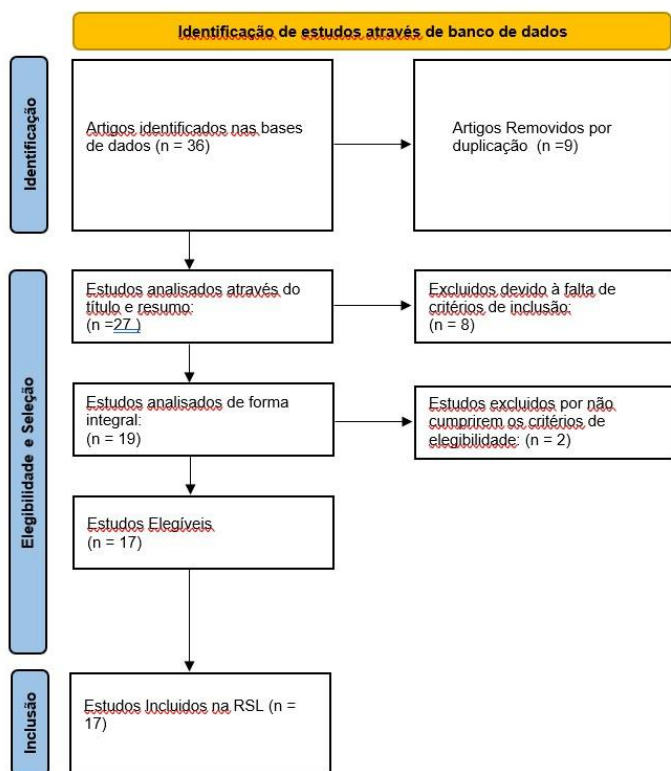 Identificação de estudos através de banco de dados
Identificação
Artigos identificados nas bases
de dados (n = 36)
Artigos Removidos por
duplicação (n =9)
Elegibilidade e Seleção
Estudos analisados através do
título e resumo:
(n =27 )
Excluidos devido à falta de
critérios de inclusão:
(n = 8)
Estudos analisados de forma
integral:
(n = 19)
Estudos excluidos por não
cumprirem os critérios de
elegibilidade: (n = 2)
Estudos Elegíveis
(n = 17)
Inclusão
Estudos Incluidos na RSL (n =
17)